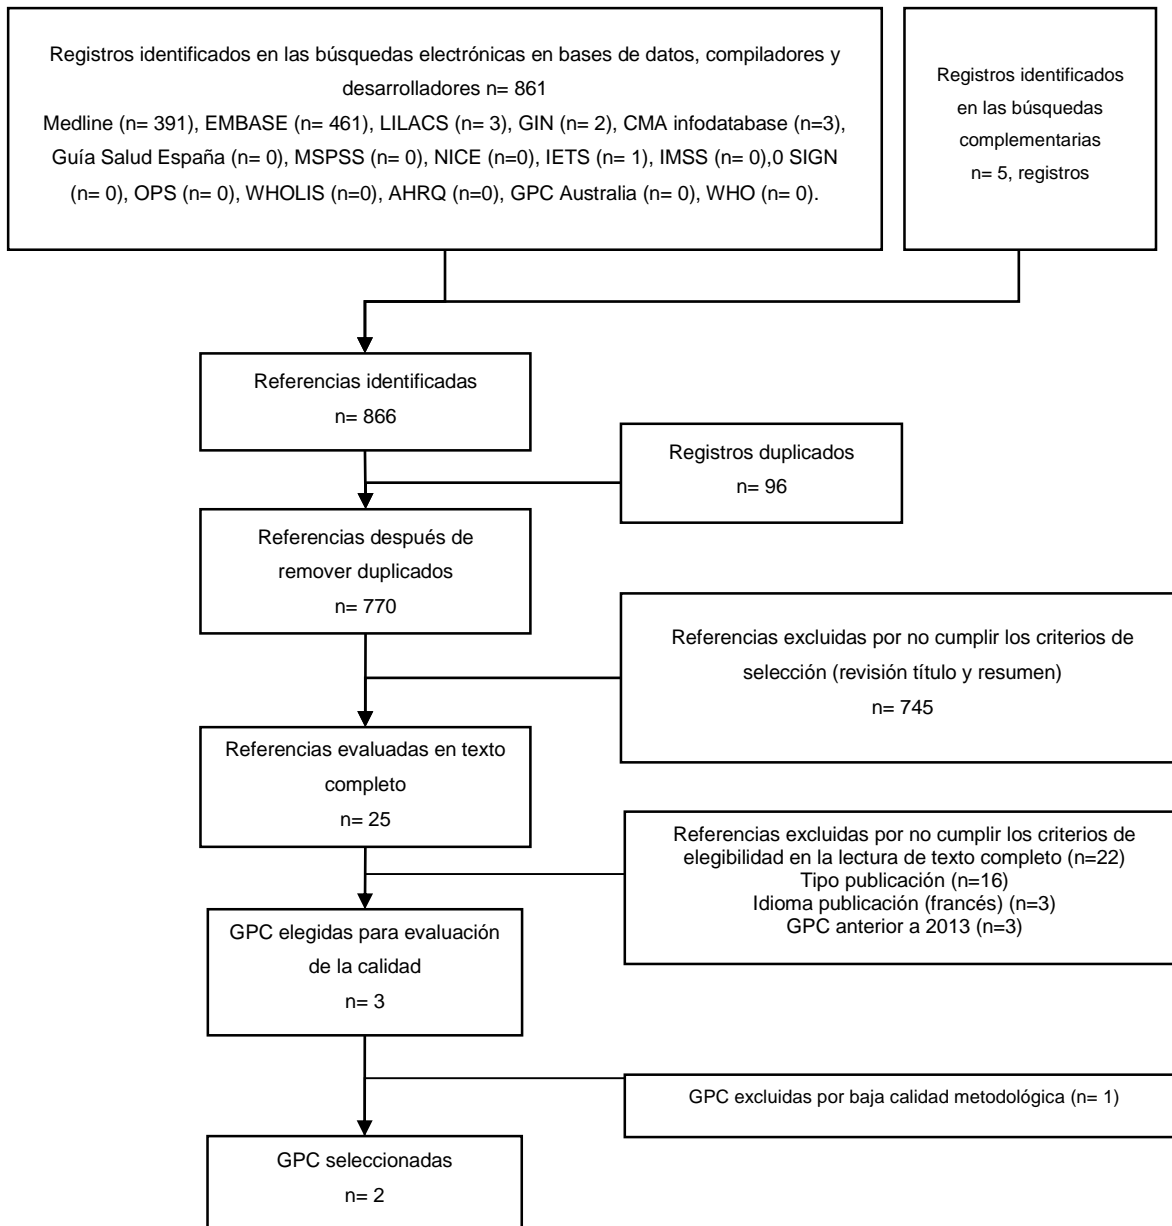 Registros identificados en las búsquedas electrónicas en bases de datos, compiladores y
desarrolladores n= 861
Medline (n= 391), EMBASE (n= 461), LILACS (n= 3), GIN (n= 2), CMA infodatabase (n=3),
Guía Salud España (n= 0), MSPSS (n= 0), NICE (n=0), IETS (n= 1), IMSS (n= 0),0 SIGN
(n= 0), OPS (n= 0), WHOLIS (n=0), AHRQ (n=0), GPC Australia (n= 0), WHO (n= 0).
Registros identificados
en las búsquedas
complementarias
n= 5, registros
Referencias identificadas
n= 866
Registros duplicados
n= 96
Referencias después de
remover duplicados
n= 770
Referencias excluidas por no cumplir los criterios de
selección (revisión título y resumen)
n= 745
Referencias evaluadas en texto
completo
n= 25
Referencias excluidas por no cumplir los criterios de
elegibilidad en la lectura de texto completo (n=22)
Tipo publicación (n=16)
Idioma publicación (francés) (n=3)
GPC anterior a 2013 (n=3)
GPC elegidas para evaluación
de la calidad
n= 3
GPC excluidas por baja calidad metodológica (n= 1)
GPC seleccionadas
n= 2